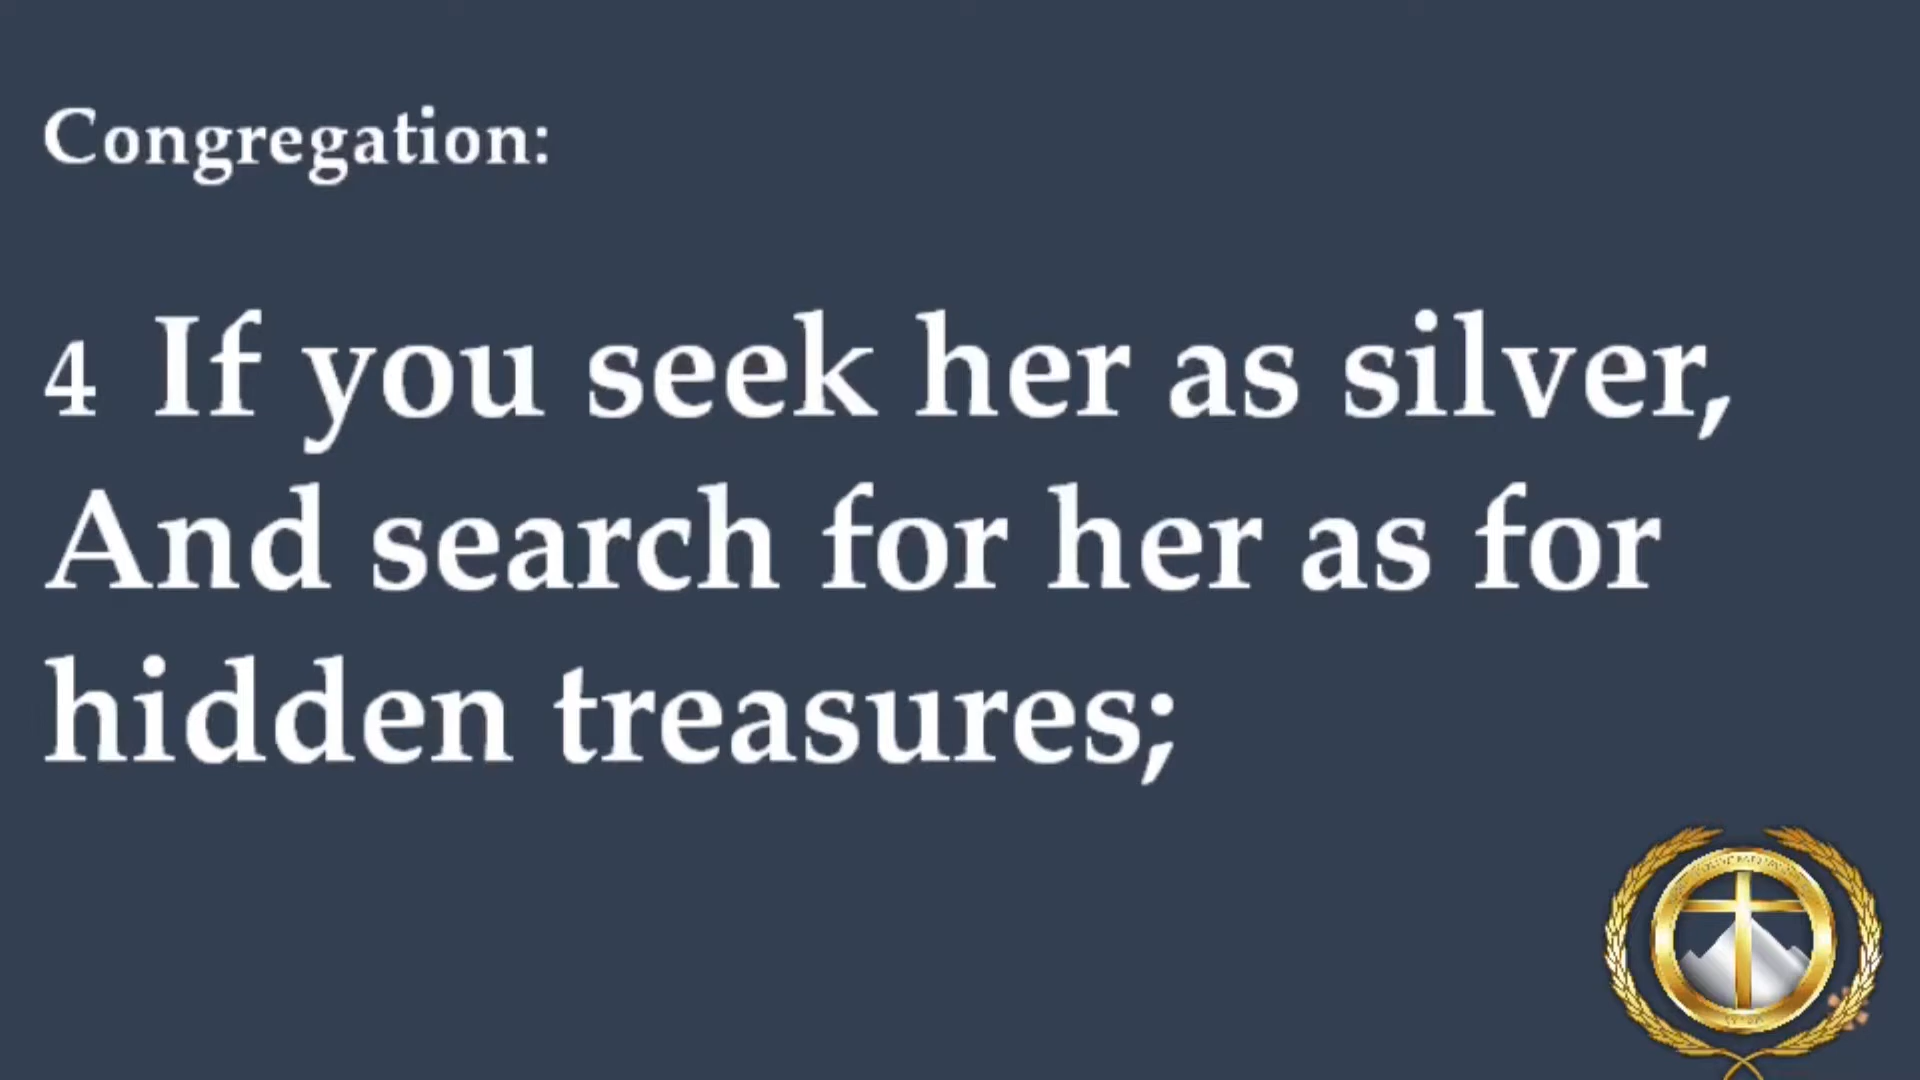 Congregation:
4 If you seek her as silver,
And search for her as for
hidden treasures;